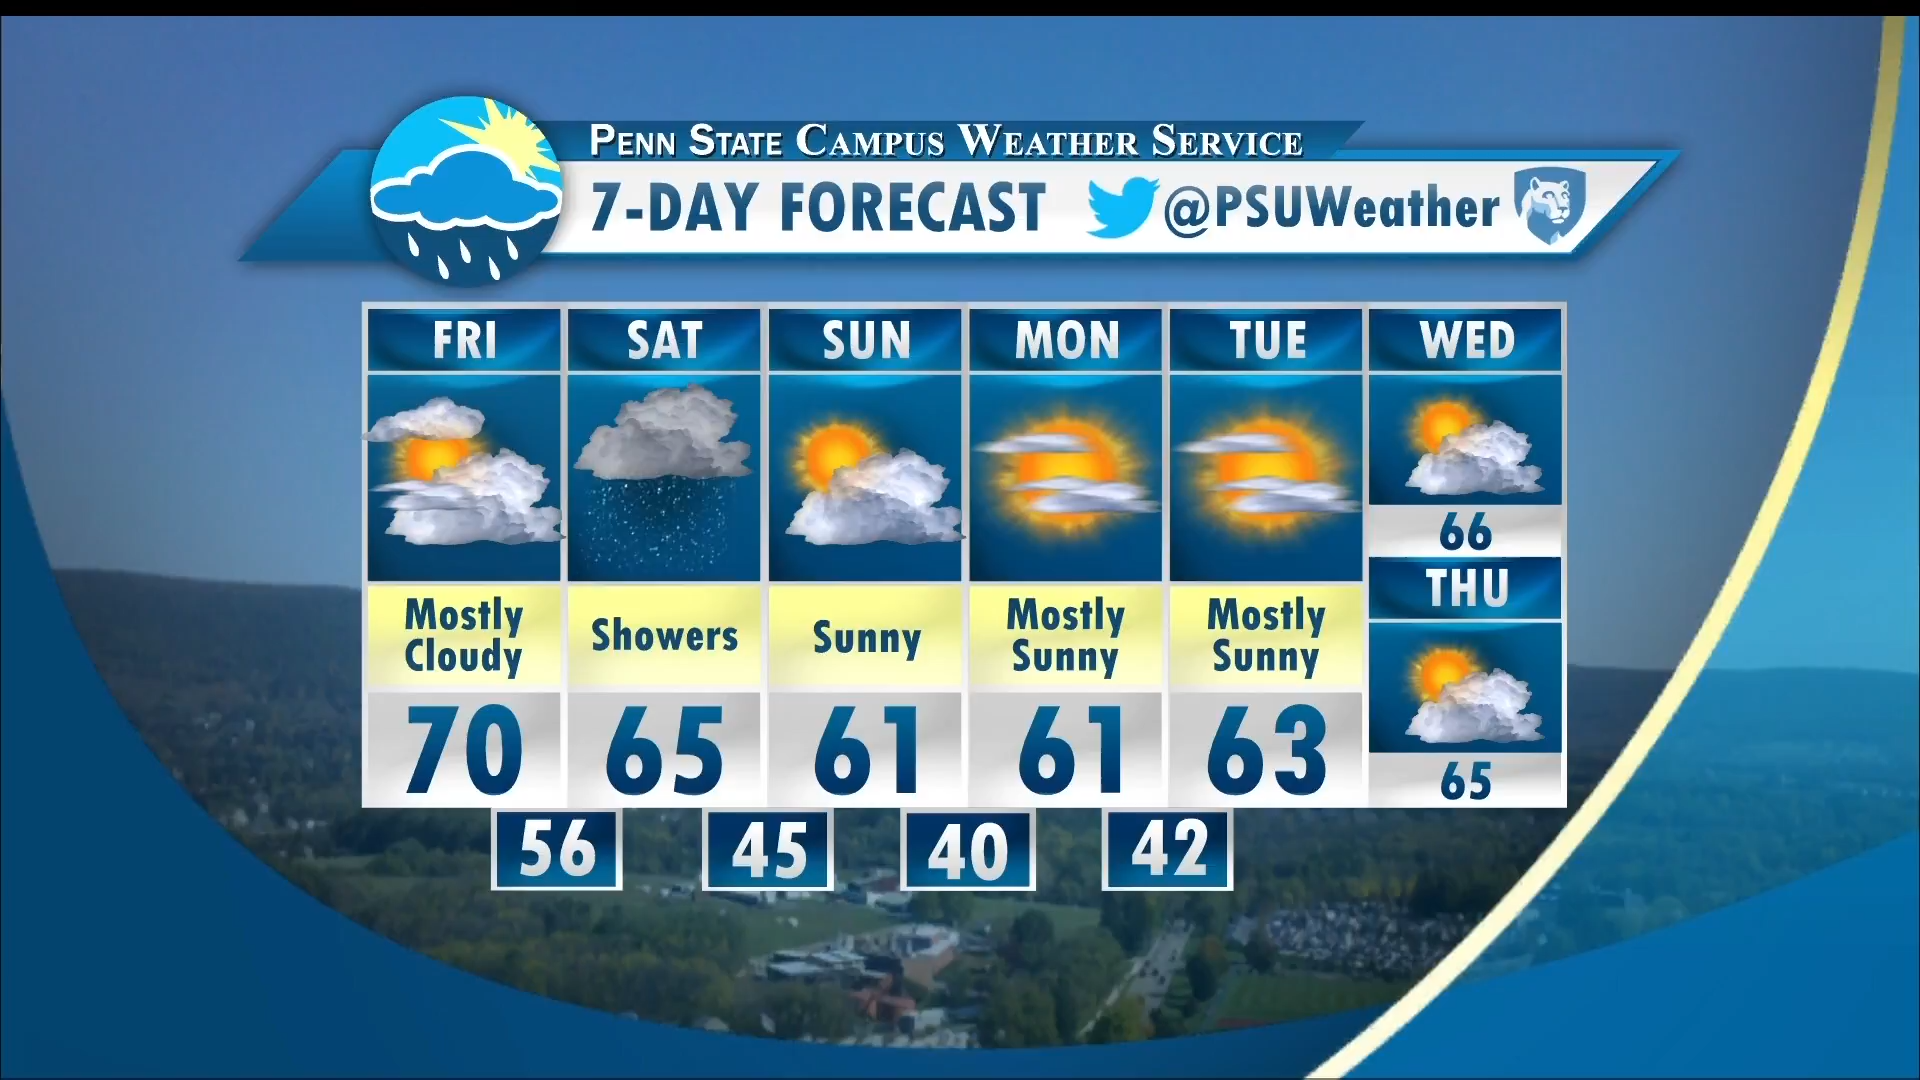 PENN STATE CAMPUS WEATHER SERVICE
7-DAY FORECAST @PSUWeather
FRI SAT SUN MON TUE WED
66
THU
Mostly Cloudy
Showers
Sunny
Mostly Sunny
Mostly Sunny
70 65 61 61 63 65
56 45 40 42